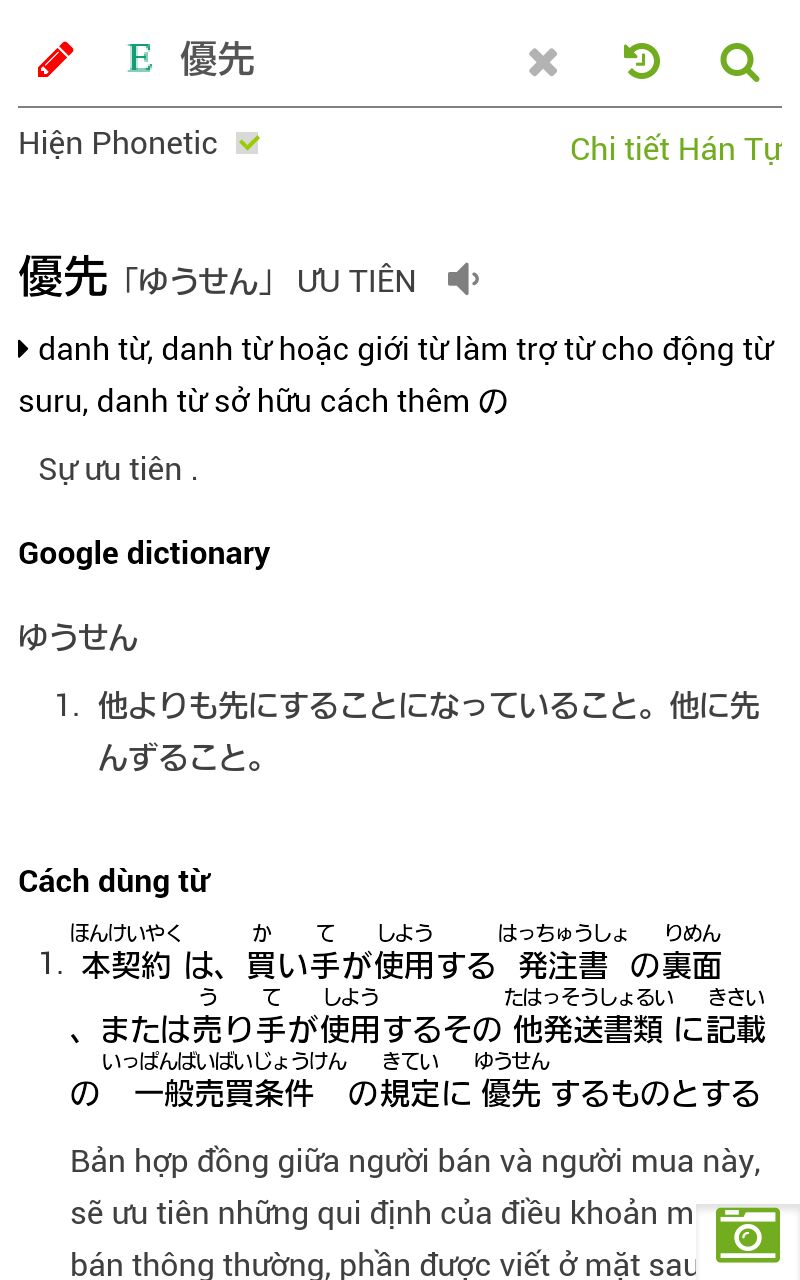 E 優先
Hiện Phonetic
Chi tiết Hán Tự
優先「ゆうせん」 ƯU TIÊN
danh từ, danh từ hoặc giới từ làm trợ từ cho động từ
suru, danh từ sở hữu cách thêm の
Sự ưu tiên .
Google dictionary
ゆうせん
1. 他よりも先にすることになっていること。他に先
んずること。
Cách dùng từ
ほんけいやく か て しよう はっちゅうしょ りめん
1. 本契約 は、買い手が使用する 発注書 の裏面
う て しよう たはっそうしょるい きさい
、または売り手が使用するその 他発送書類 に記載
いっぱんばいばいじょうけん きてい ゆうせん
の 一般売買条件 の規定に 優先 するものとする
Bản hợp đồng giữa người bán và người mua này,
sẽ ưu tiên những qui định của điều khoản m
bán thông thường, phần được viết ở mặt sau